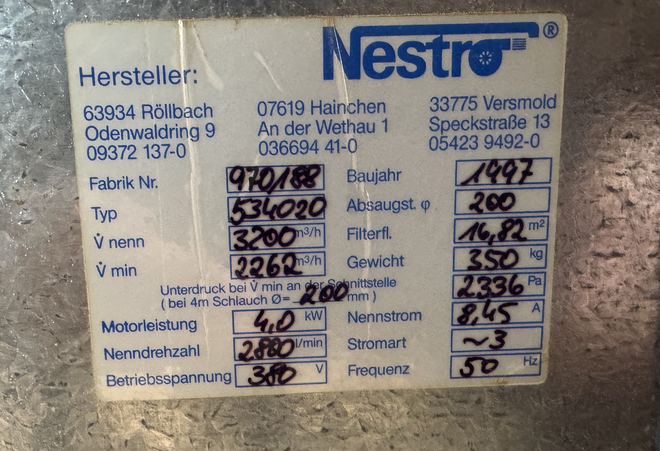 Nestro®
Hersteller:
63934 Röllbach
Odenwaldring 9
09372 137-0
07619 Hainchen
An der Wethau 1
036694 41-0
33775 Versmold
Speckstraße 13
05423 9492-0
Fabrik Nr. 970/188 Baujahr 1997
Typ 534020 Absaugst. φ 200
V̇ nenn 3200 m³/h Filterfl. 16,82 m²
V̇ min 2262 m³/h Gewicht 350 kg
Unterdruck bei V̇ min an der Schnittstelle 2336 Pa
( bei 4m Schlauch Ø= 200 mm )
Motorleistung 4,0 kW Nennstrom 8,45 A
Nenndrehzahl 2800 l/min Stromart ~3
Betriebsspannung 380 V Frequenz 50 Hz